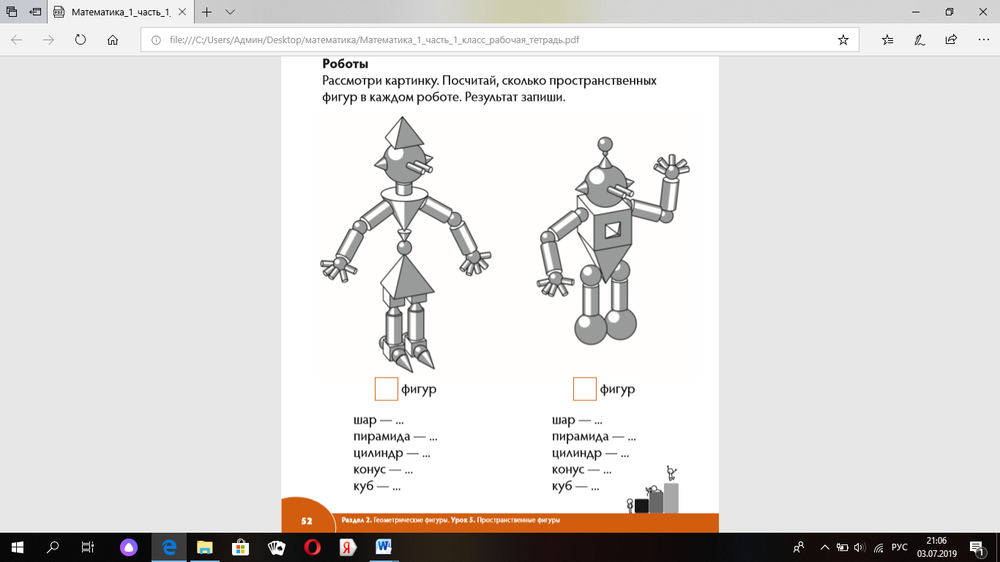 Математика_1_часть_1_
file:///C:/Users/Админ/Desktop/математика/Математика_1_часть_1_класс_рабочая_тетрадь.pdf
Роботы
Рассмотри картинку. Посчитай, сколько пространственных
фигур в каждом роботе. Результат запиши.
фигур
фигур
шар — ...
пирамида — ...
цилиндр — ...
конус — ...
куб — ...
шар — ...
пирамида — ...
цилиндр — ...
конус — ...
куб — ...
52
Раздел 2. Геометрические фигуры. Урок 5. Пространственные фигуры
РУС
21:06
03.07.2019
1